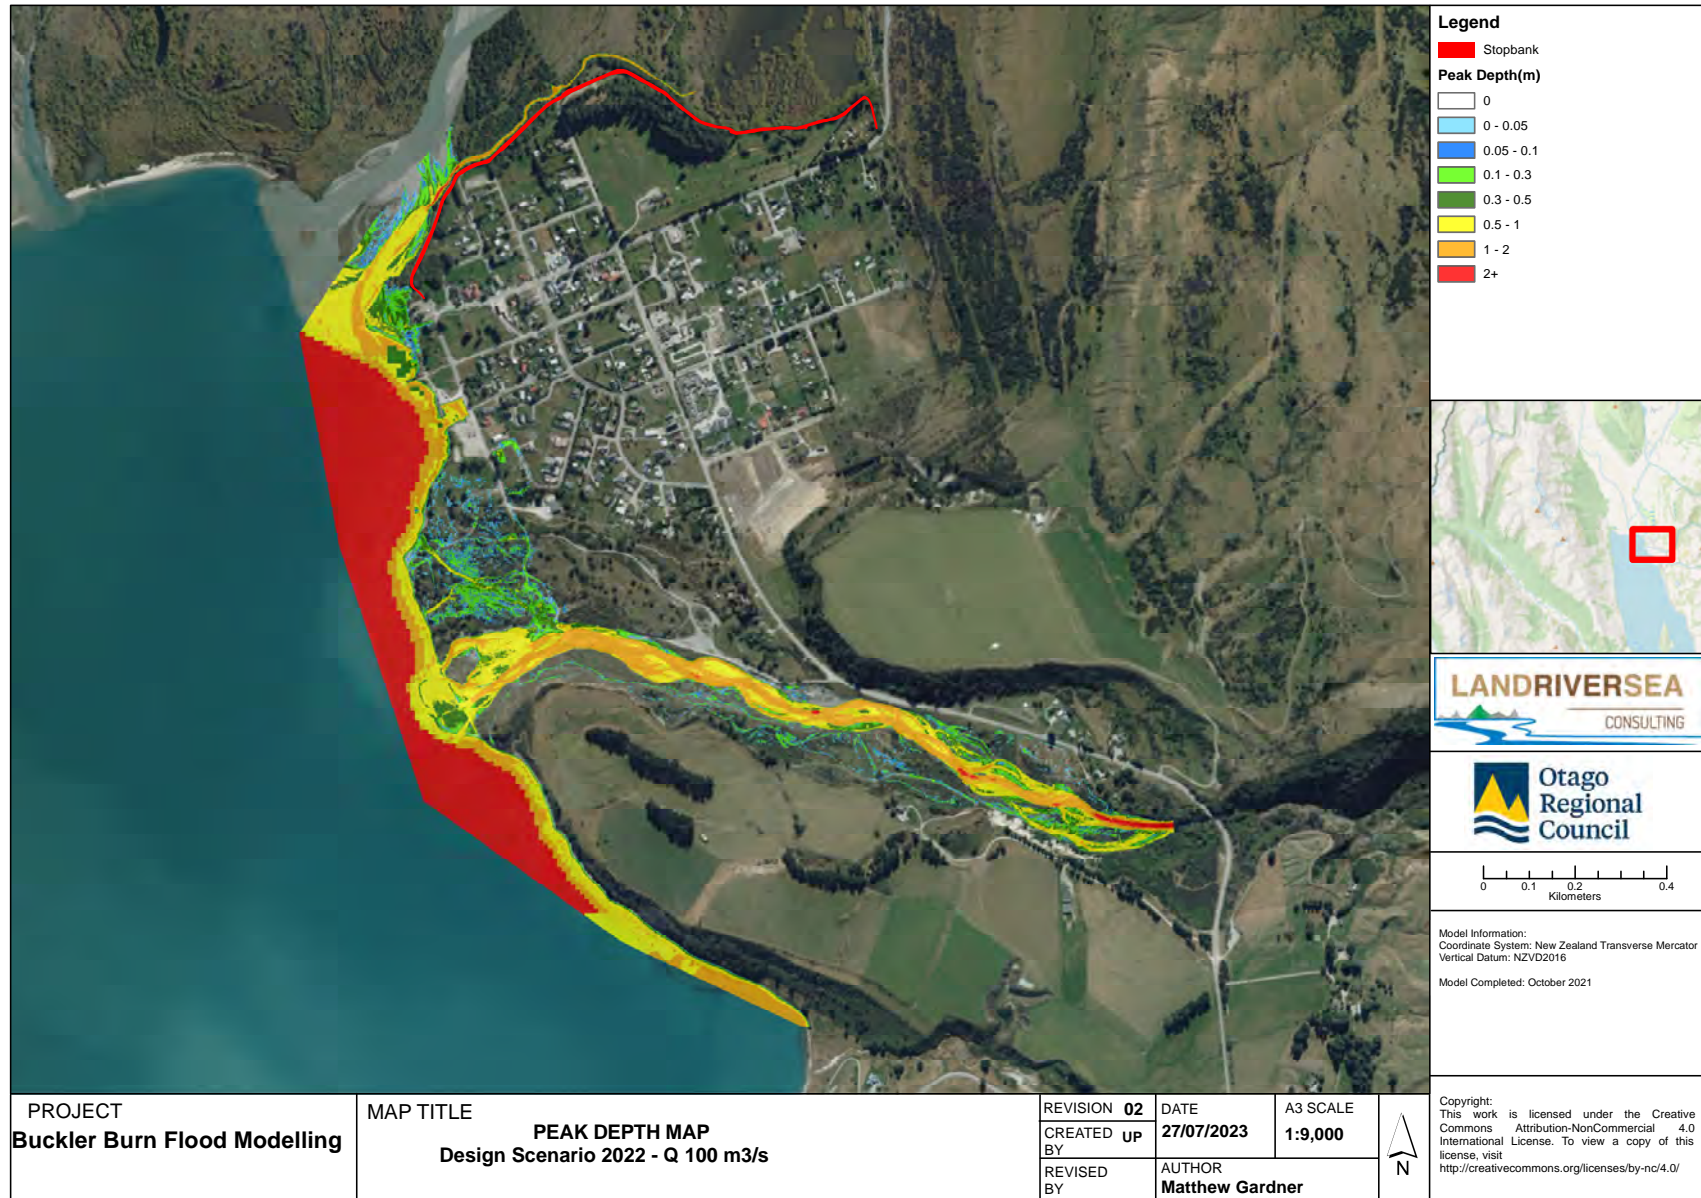 Legend
Stopbank
Peak Depth(m)
0
0 - 0.05
0.05 - 0.1
0.1 - 0.3
0.3 - 0.5
0.5 - 1
1 - 2
2+
LANDRIVERSEA
CONSULTING
Otago
Regional
Council
0 0.1 0.2 0.4
Kilometers
Model Information:
Coordinate System: New Zealand Transverse Mercator
Vertical Datum: NZVD2016
Model Completed: October 2021
Copyright:
This work is licensed under the Creative
Commons Attribution-NonCommercial 4.0
International License. To view a copy of this
license, visit
http://creativecommons.org/licenses/by-nc/4.0/
PROJECT
Buckler Burn Flood Modelling
MAP TITLE
PEAK DEPTH MAP
Design Scenario 2022 - Q 100 m3/s
REVISION 02
CREATED BY UP
REVISED BY
DATE
27/07/2023
A3 SCALE
1:9,000
AUTHOR
Matthew Gardner
N